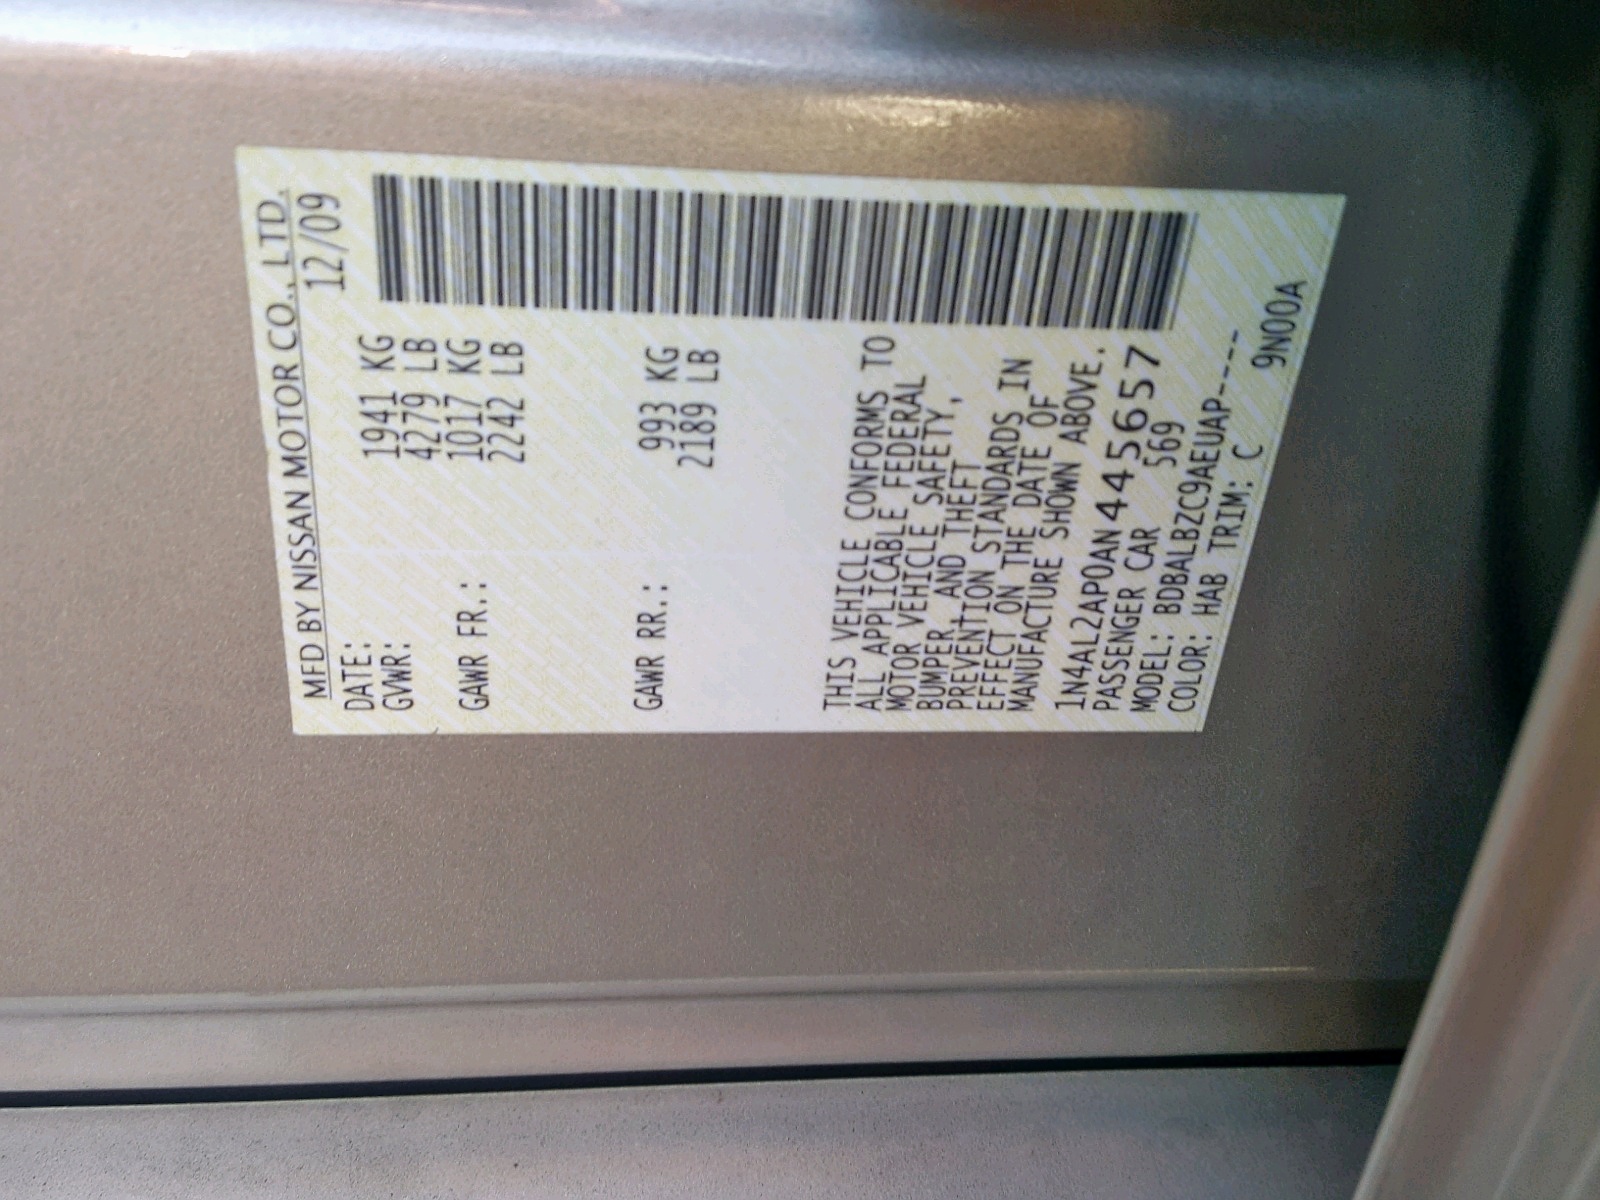 MFD BY NISSAN MOTOR CO., LTD.
DATE: 12/09
GVWR: 1941 KG
4279 LB
GAWR FR.: 1017 KG
2242 LB
GAWR RR.: 993 KG
2189 LB
THIS VEHICLE CONFORMS TO
ALL APPLICABLE FEDERAL
MOTOR VEHICLE SAFETY,
BUMPER, AND THEFT
PREVENTION STANDARDS IN
EFFECT ON THE DATE OF
MANUFACTURE SHOWN ABOVE.
1N4AL2AP0AN445657
PASSENGER CAR 569
MODEL: BDBALBZC9AEUAP-----
COLOR: HAB TRIM: C 9N00A